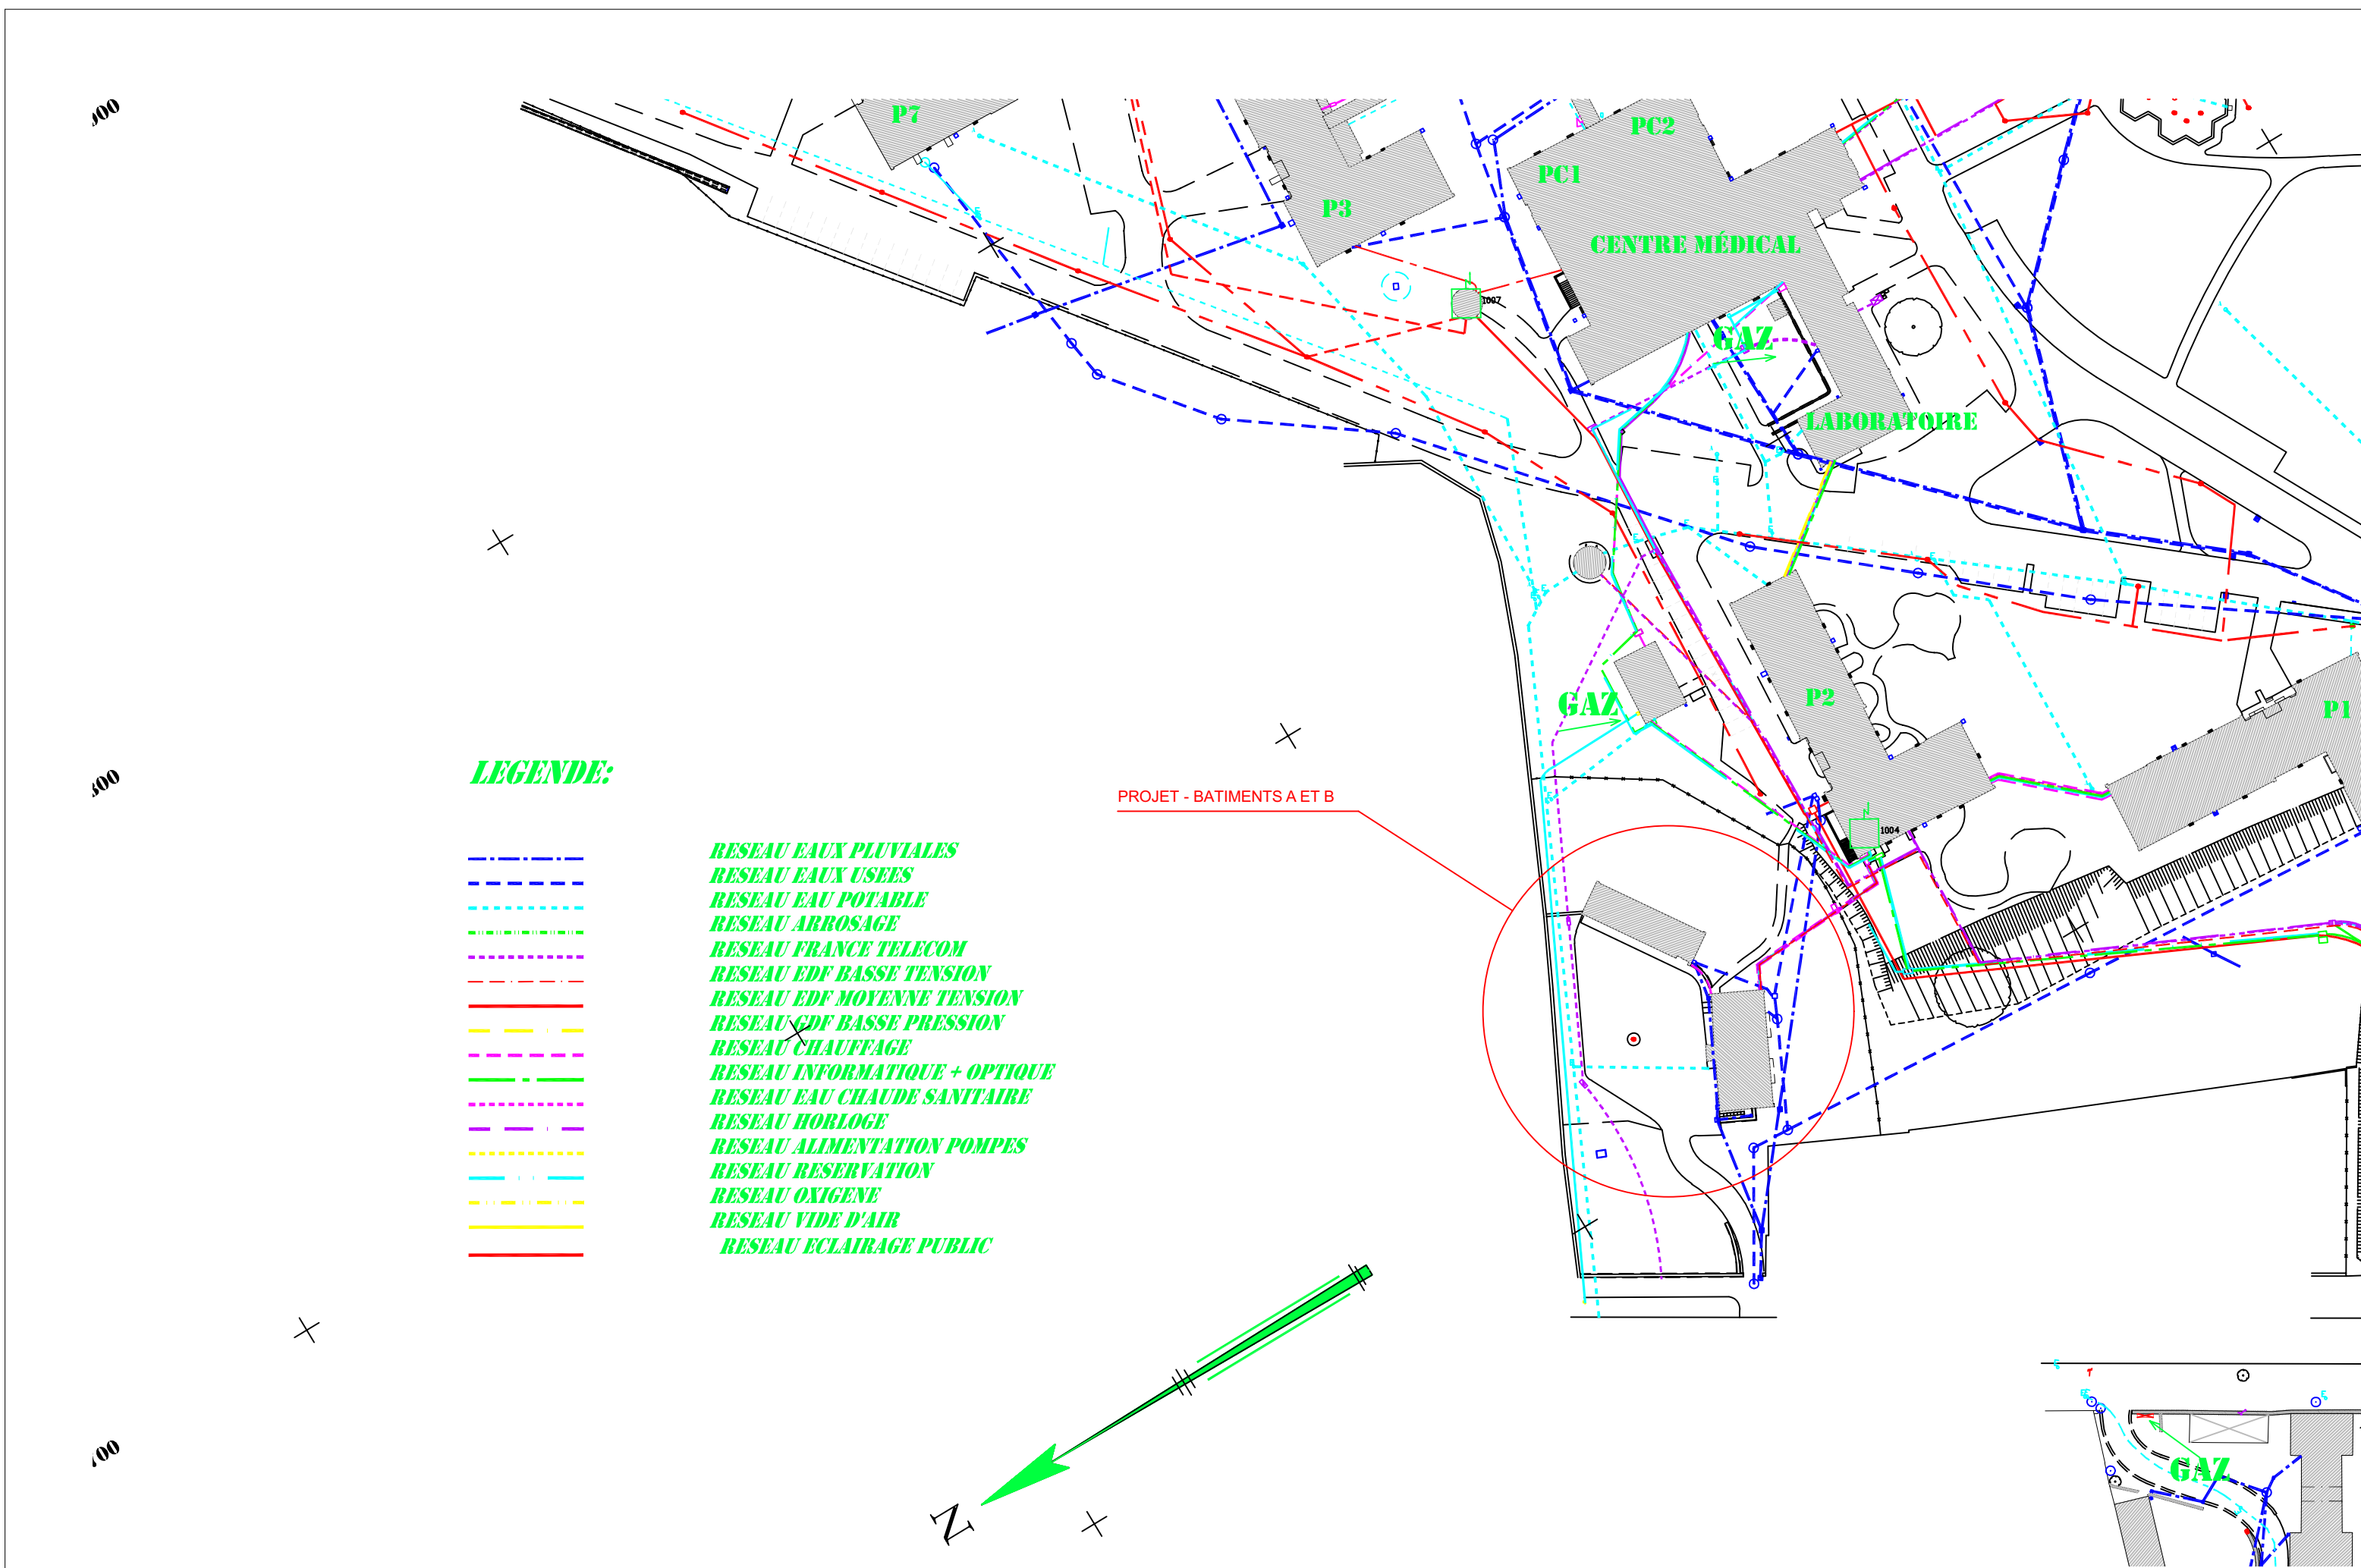 P7
P3
PC1
PC2
CENTRE MÉDICAL
1007
GAZ
LABORATOIRE
GAZ
P2
P1
1004
PROJET - BATIMENTS A ET B
LEGENDE:
RESEAU EAUX PLUVIALES
RESEAU EAUX USEES
RESEAU EAU POTABLE
RESEAU ARROSAGE
RESEAU FRANCE TELECOM
RESEAU EDF BASSE TENSION
RESEAU EDF MOYENNE TENSION
RESEAU GDF BASSE PRESSION
RESEAU CHAUFFAGE
RESEAU INFORMATIQUE + OPTIQUE
RESEAU EAU CHAUDE SANITAIRE
RESEAU HORLOGE
RESEAU ALIMENTATION POMPES
RESEAU RESERVATION
RESEAU OXIGENE
RESEAU VIDE D'AIR
RESEAU ECLAIRAGE PUBLIC
N
GAZ